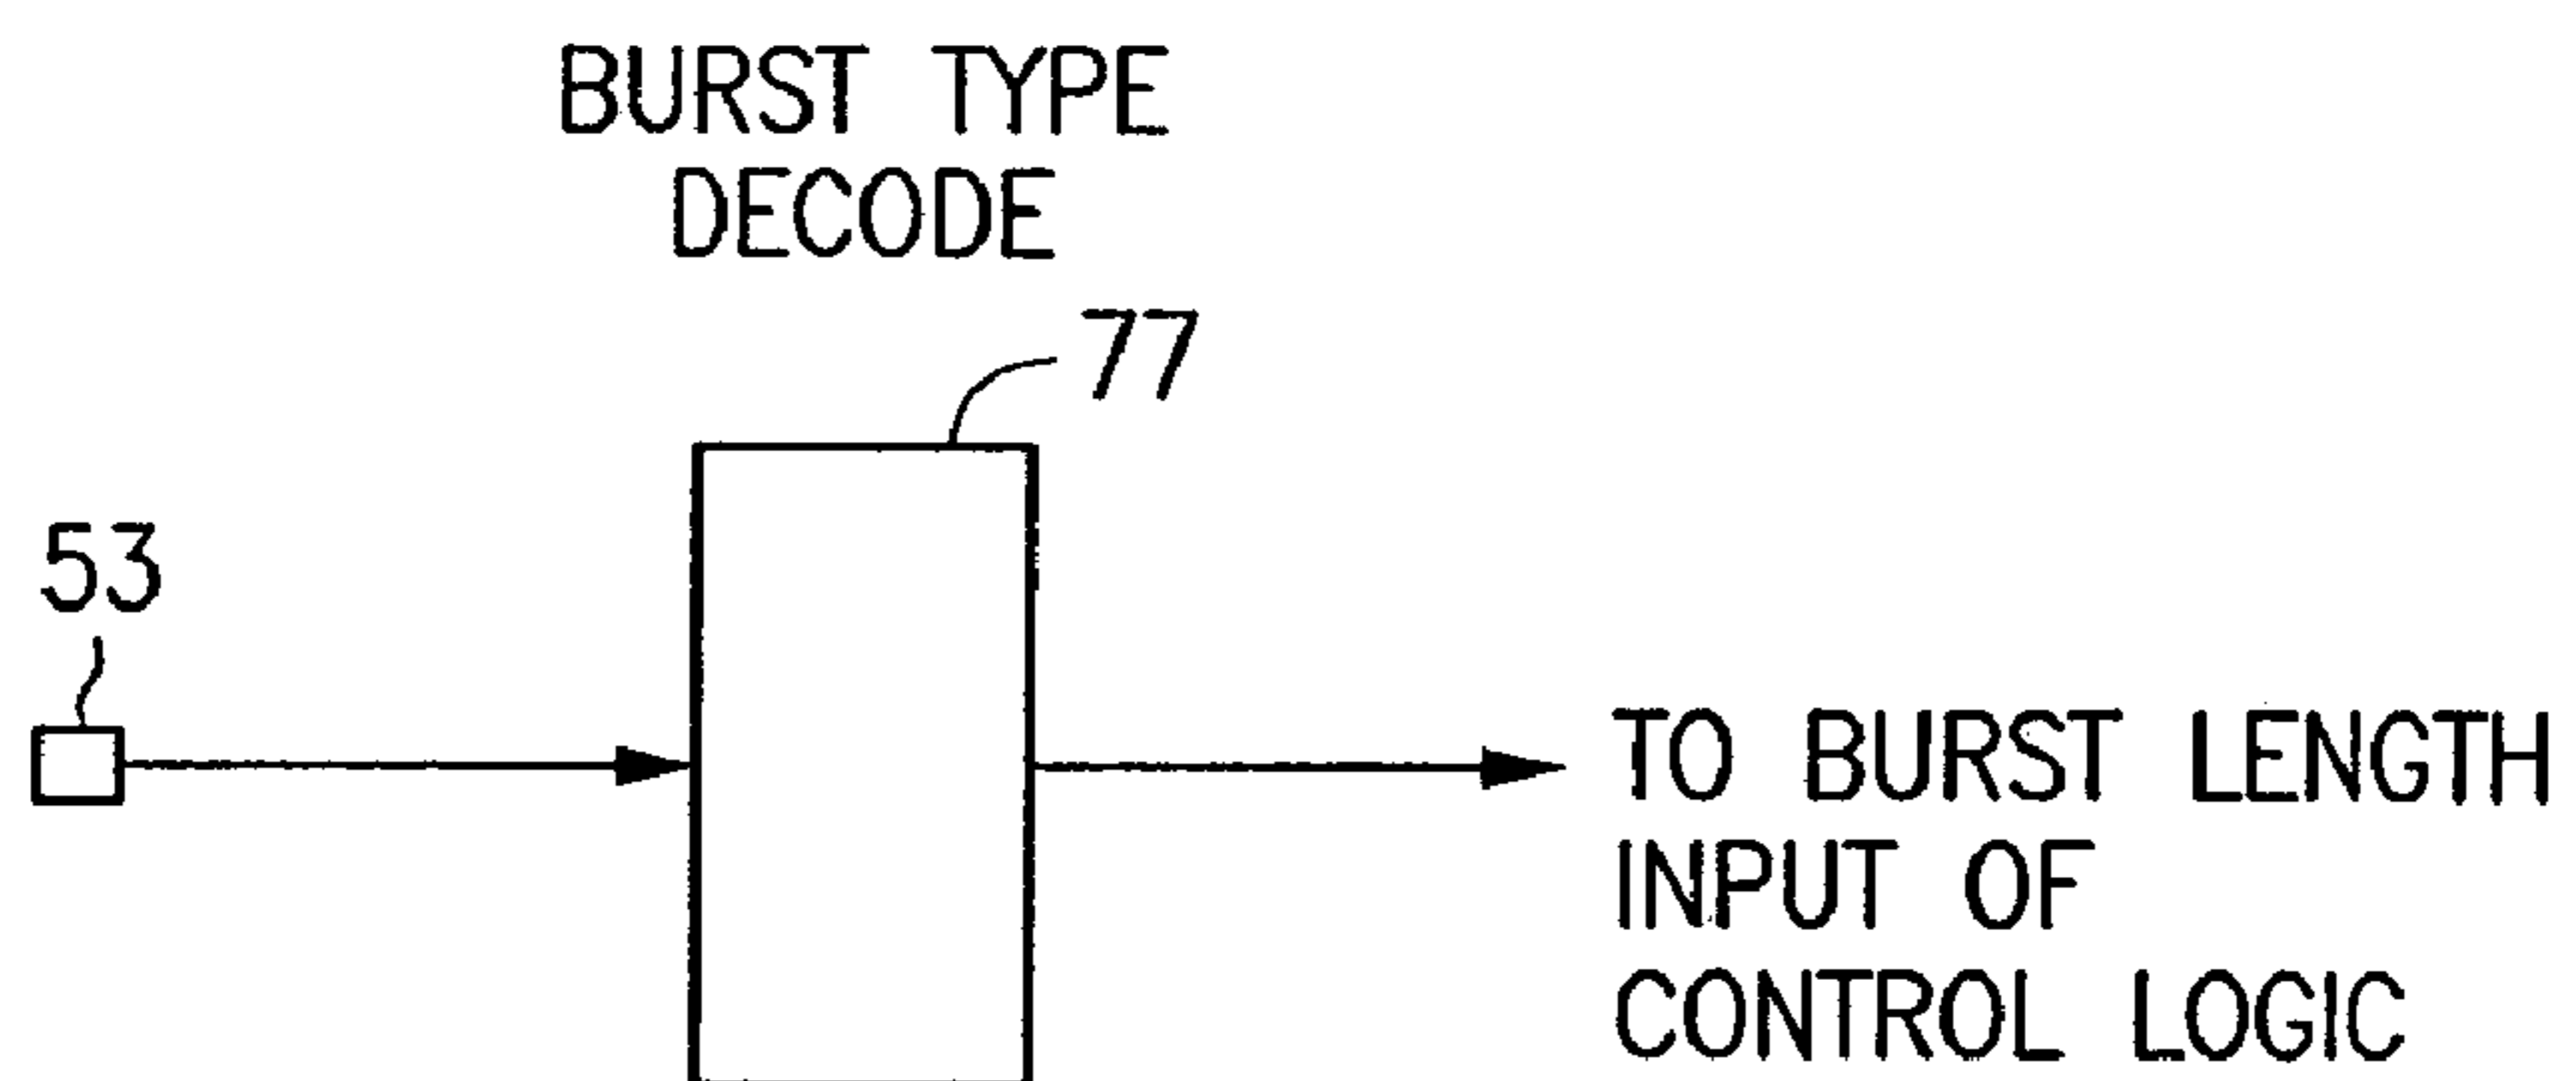 BURST TYPE
DECODE
77
53
TO BURST LENGTH
INPUT OF
CONTROL LOGIC